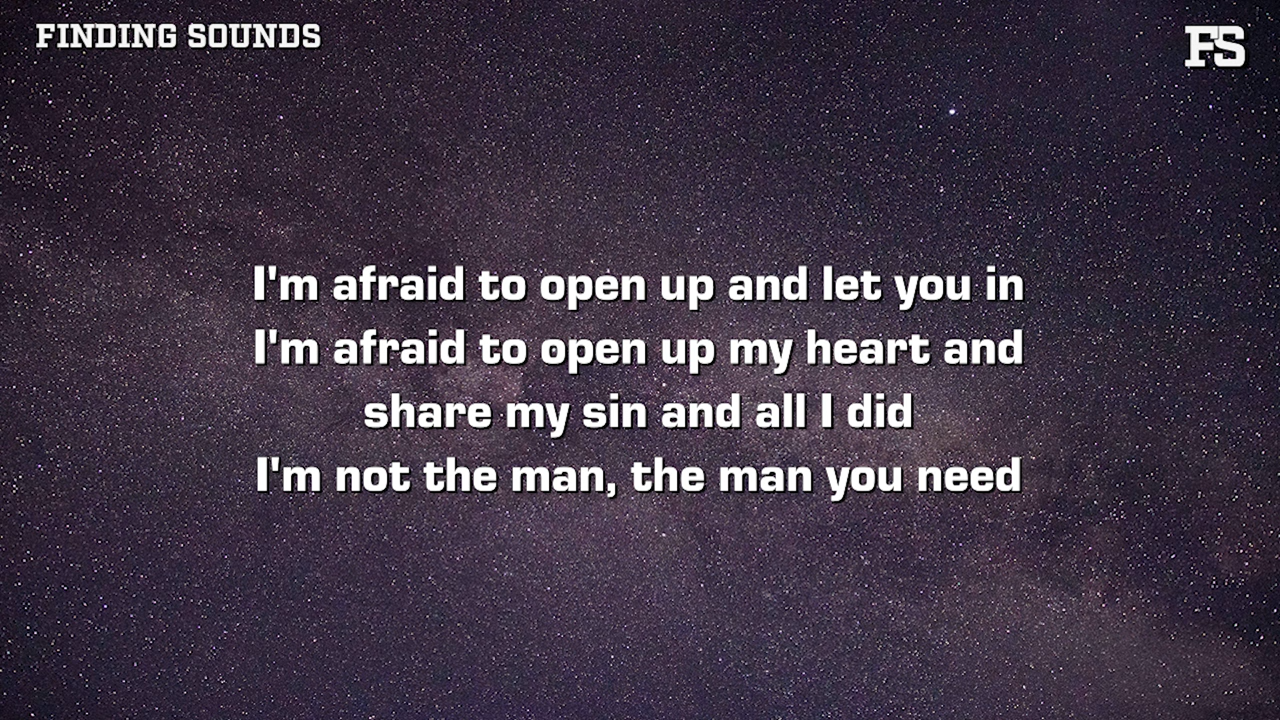 FINDING SOUNDS
FS
I'm afraid to open up and let you in
I'm afraid to open up my heart and
share my sin and all I did
I'm not the man, the man you need